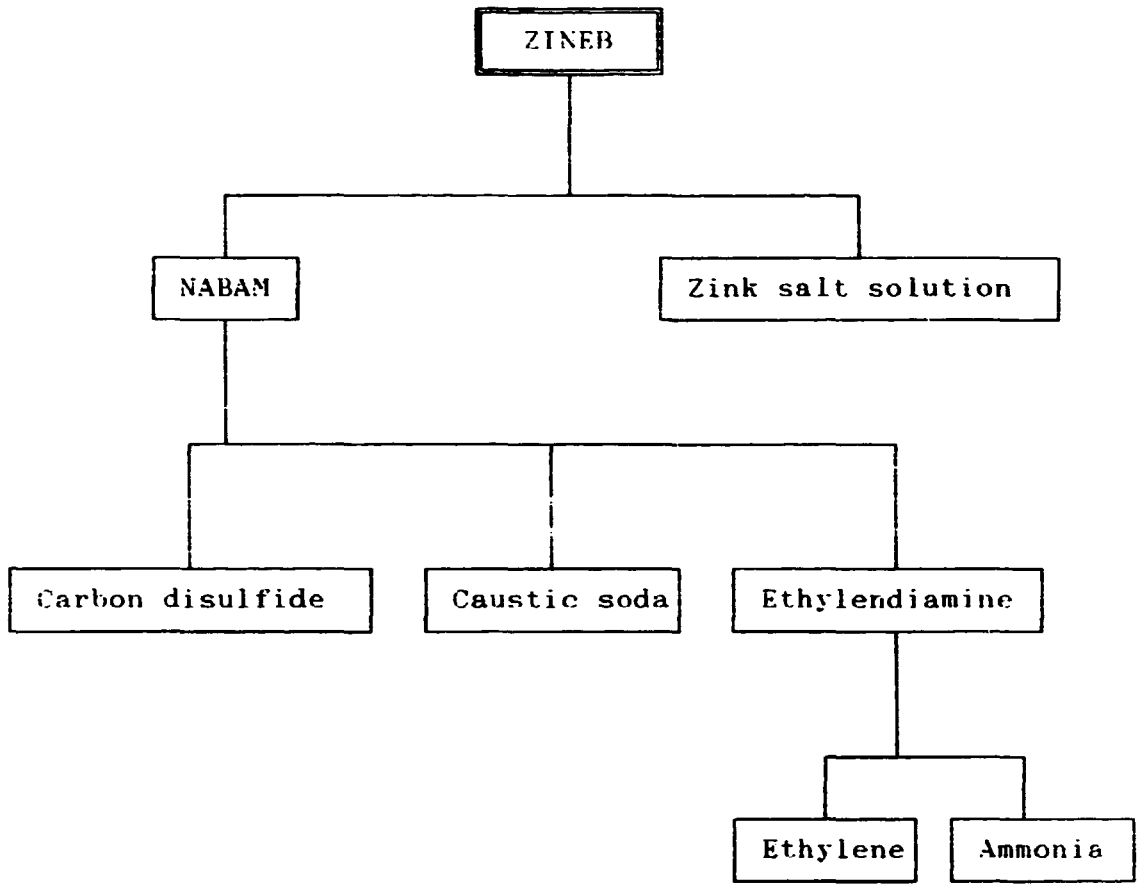 ZINEB
NABAM
Zink salt solution
Carbon disulfide
Caustic soda
Ethylendiamine
Ethylene
Ammonia